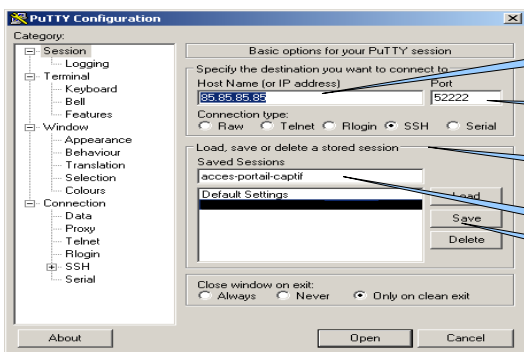 PuTTY Configuration
Category:
Session
Logging
Terminal
Keyboard
Bell
Features
Window
Appearance
Behaviour
Translation
Selection
Colours
Connection
Data
Proxy
Telnet
Rlogin
SSH
Serial
Basic options for your PuTTY session
Specify the destination you want to connect to
Host Name (or IP address) Port
85.85.85.85 52222
Connection type:
Raw Telnet Rlogin SSH Serial
Load, save or delete a stored session
Saved Sessions
acces-portail-captif
Default Settings
Load
Save
Delete
Close window on exit:
Always Never Only on clean exit
About Open Cancel